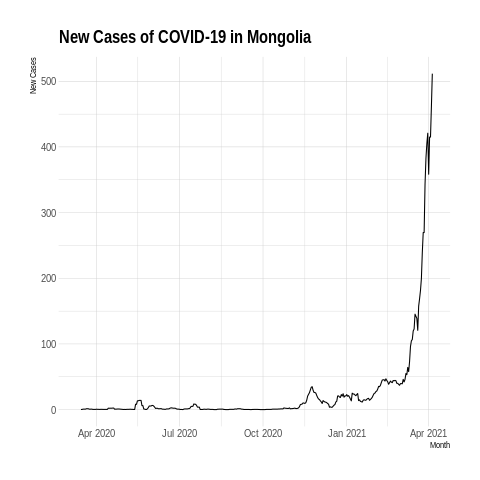 New Cases of COVID-19 in Mongolia
New Cases
500
400
300
200
100
0
Apr 2020
Jul 2020
Oct 2020
Jan 2021
Apr 2021
Month